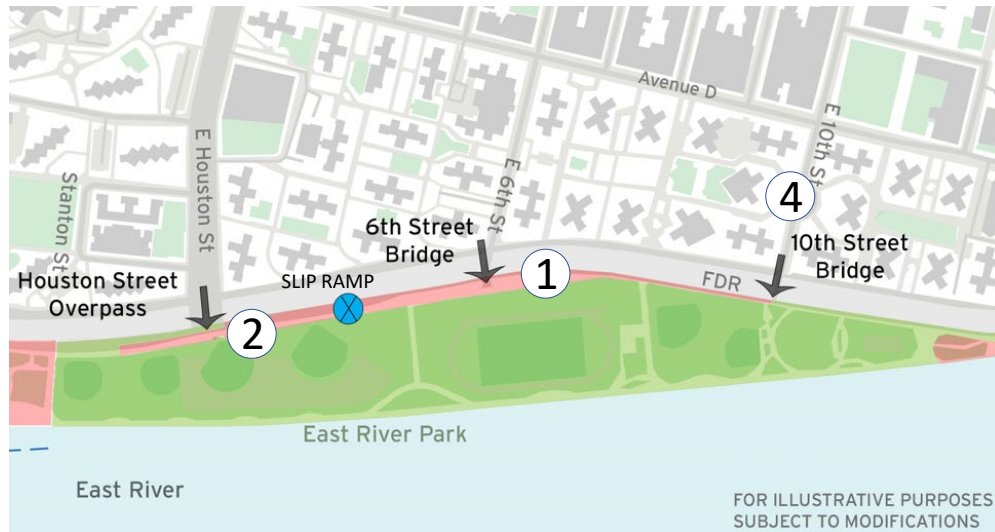 Avenue D
E 10th St
E Houston St
E 6th St
Stanton St
4
6th Street
Bridge
10th Street
Bridge
Houston Street
Overpass
SLIP RAMP
1
FDR
2
East River Park
East River
FOR ILLUSTRATIVE PURPOSES
SUBJECT TO MODIFICATIONS